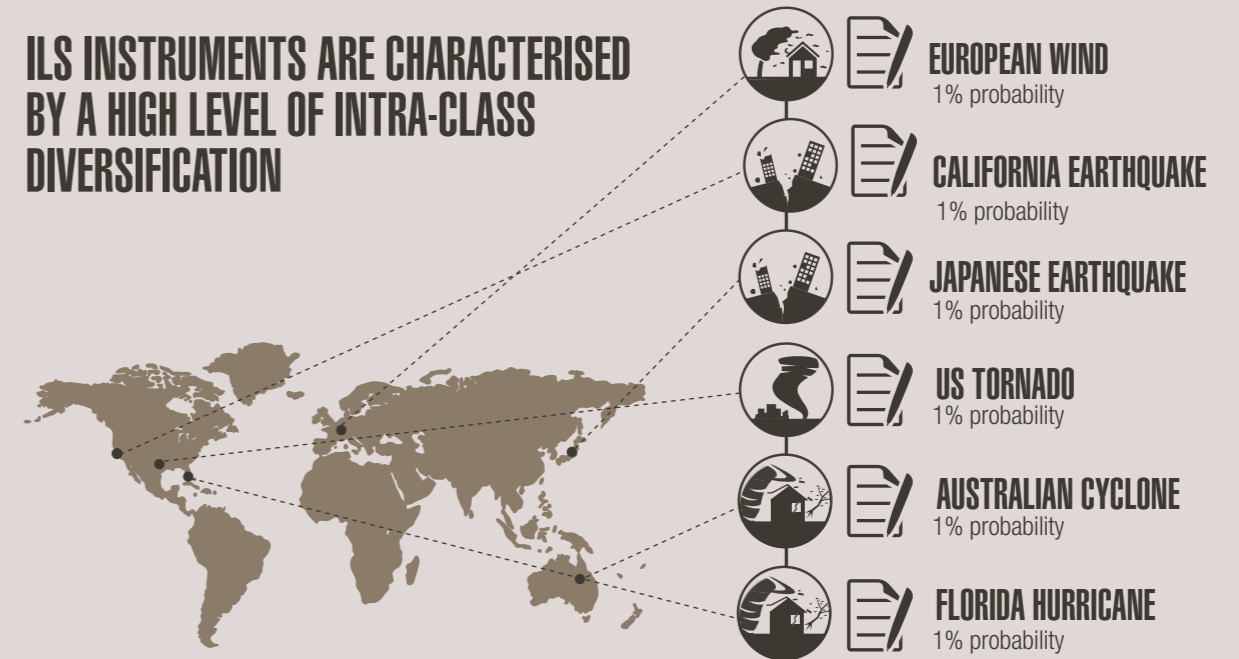 ILS INSTRUMENTS ARE CHARACTERISED
BY A HIGH LEVEL OF INTRA-CLASS
DIVERSIFICATION
EUROPEAN WIND
1% probability
CALIFORNIA EARTHQUAKE
1% probability
JAPANESE EARTHQUAKE
1% probability
US TORNADO
1% probability
AUSTRALIAN CYCLONE
1% probability
FLORIDA HURRICANE
1% probability